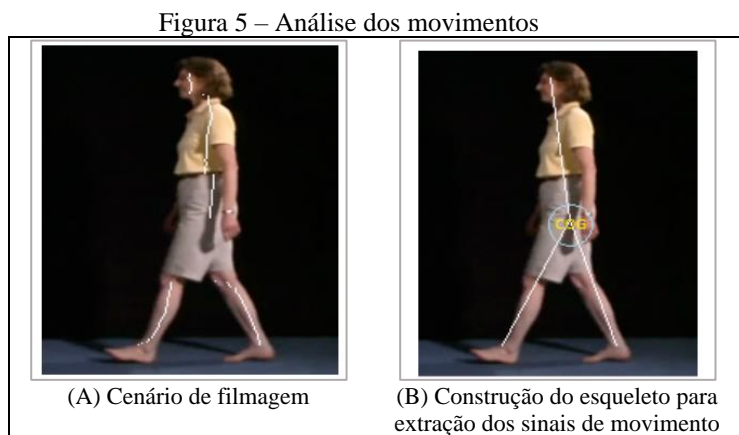 Figura 5 – Análise dos movimentos
COG
(A) Cenário de filmagem
(B) Construção do esqueleto para
extração dos sinais de movimento